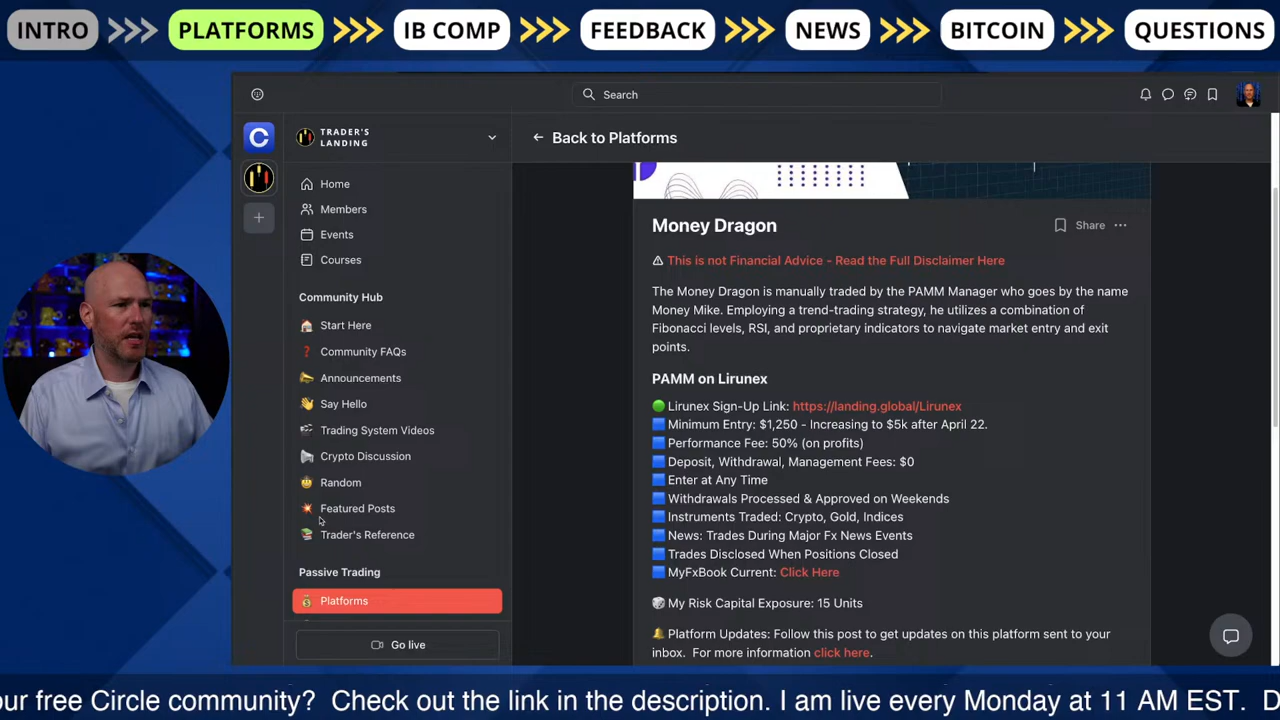 INTRO >>> PLATFORMS >>> IB COMP >>> FEEDBACK >>> NEWS >>> BITCOIN >>> QUESTIONS
Search
C
TRADER'S
LANDING
Back to Platforms
Home
Members
Events
Courses
Community Hub
Start Here
Community FAQs
Announcements
Say Hello
Trading System Videos
Crypto Discussion
Random
Featured Posts
Trader's Reference
Passive Trading
Platforms
Go live
Money Dragon
Share
This is not Financial Advice - Read the Full Disclaimer Here
The Money Dragon is manually traded by the PAMM Manager who goes by the name
Money Mike. Employing a trend-trading strategy, he utilizes a combination of
Fibonacci levels, RSI, and proprietary indicators to navigate market entry and exit
points.
PAMM on Lirunex
Lirunex Sign-Up Link: https://landing.global/Lirunex
Minimum Entry: $1,250 - Increasing to $5k after April 22.
Performance Fee: 50% (on profits)
Deposit, Withdrawal, Management Fees: $0
Enter at Any Time
Withdrawals Processed & Approved on Weekends
Instruments Traded: Crypto, Gold, Indices
News: Trades During Major Fx News Events
Trades Disclosed When Positions Closed
MyFxBook Current: Click Here
My Risk Capital Exposure: 15 Units
Platform Updates: Follow this post to get updates on this platform sent to your
inbox. For more information click here.
our free Circle community? Check out the link in the description. I am live every Monday at 11 AM EST. D